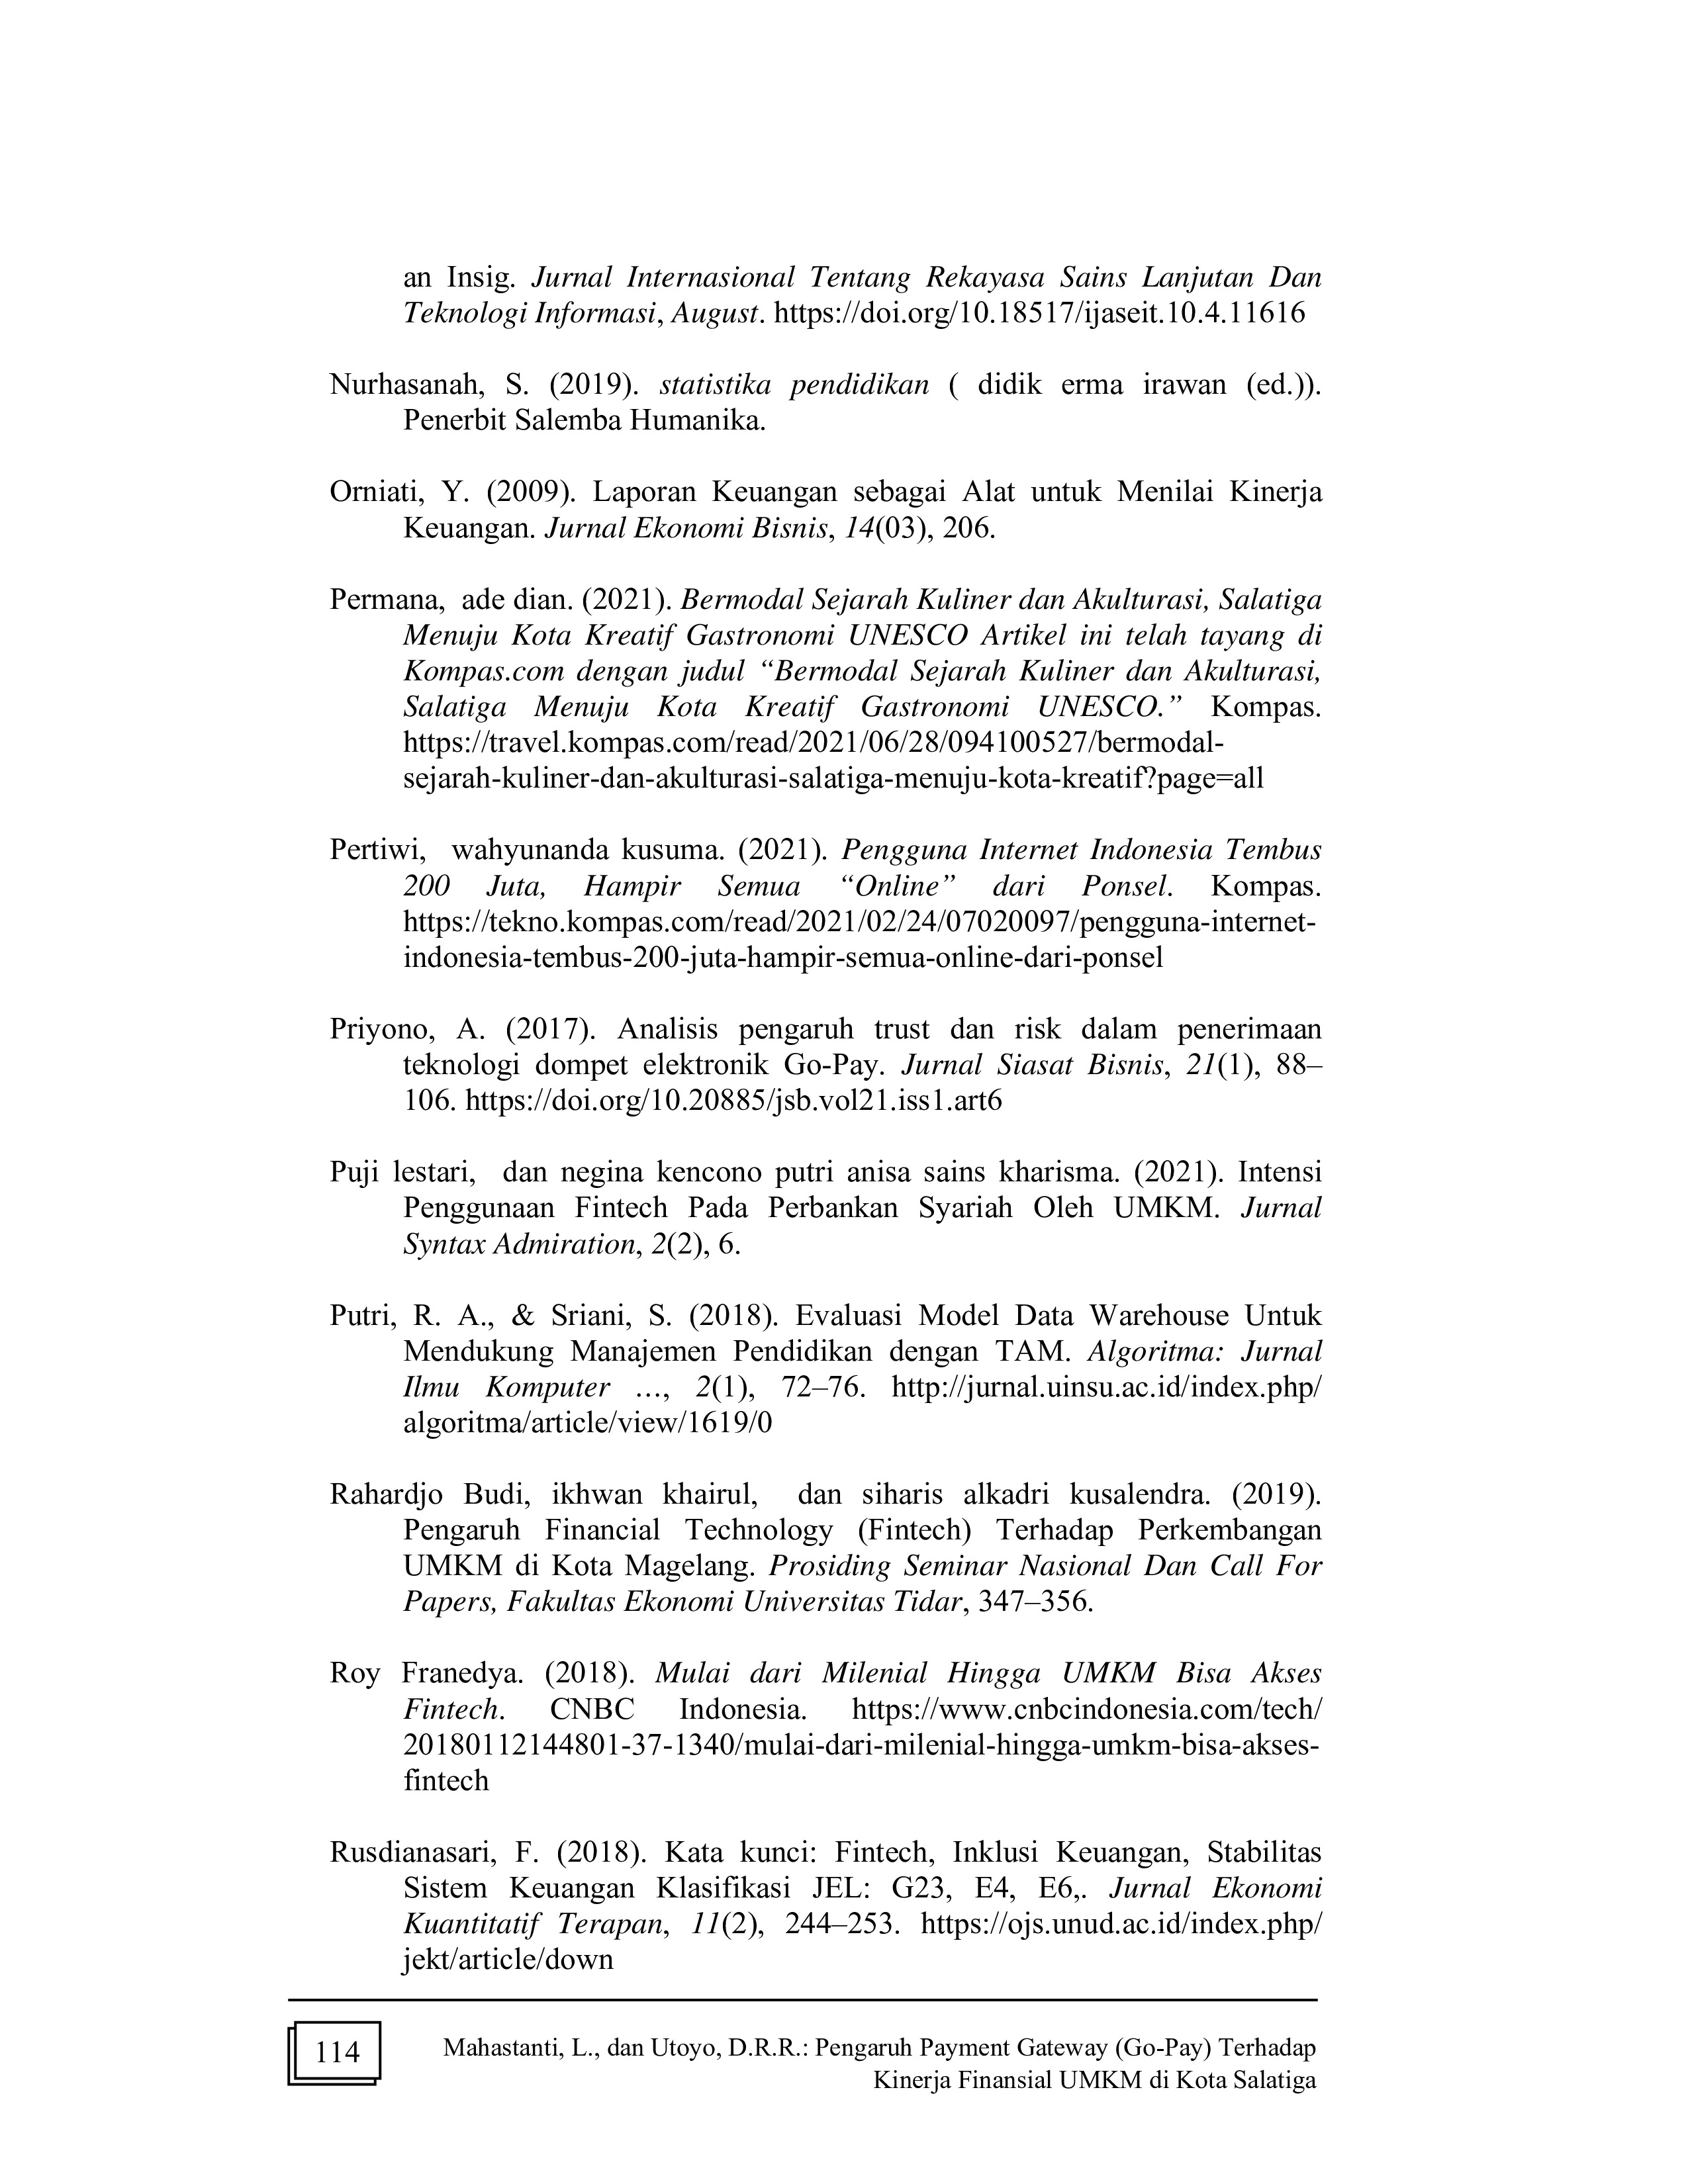 an Insig. Jurnal Internasional Tentang Rekayasa Sains Lanjutan Dan
Teknologi Informasi, August. https://doi.org/10.18517/ijaseit.10.4.11616
Nurhasanah, S. (2019). statistika pendidikan ( didik erma irawan (ed.)).
Penerbit Salemba Humanika.
Orniati, Y. (2009). Laporan Keuangan sebagai Alat untuk Menilai Kinerja
Keuangan. Jurnal Ekonomi Bisnis, 14(03), 206.
Permana, ade dian. (2021). Bermodal Sejarah Kuliner dan Akulturasi, Salatiga
Menuju Kota Kreatif Gastronomi UNESCO Artikel ini telah tayang di
Kompas.com dengan judul “Bermodal Sejarah Kuliner dan Akulturasi,
Salatiga Menuju Kota Kreatif Gastronomi UNESCO.” Kompas.
https://travel.kompas.com/read/2021/06/28/094100527/bermodal-
sejarah-kuliner-dan-akulturasi-salatiga-menuju-kota-kreatif?page=all
Pertiwi, wahyunanda kusuma. (2021). Pengguna Internet Indonesia Tembus
200 Juta, Hampir Semua “Online” dari Ponsel. Kompas.
https://tekno.kompas.com/read/2021/02/24/07020097/pengguna-internet-
indonesia-tembus-200-juta-hampir-semua-online-dari-ponsel
Priyono, A. (2017). Analisis pengaruh trust dan risk dalam penerimaan
teknologi dompet elektronik Go-Pay. Jurnal Siasat Bisnis, 21(1), 88–
106. https://doi.org/10.20885/jsb.vol21.iss1.art6
Puji lestari, dan negina kencono putri anisa sains kharisma. (2021). Intensi
Penggunaan Fintech Pada Perbankan Syariah Oleh UMKM. Jurnal
Syntax Admiration, 2(2), 6.
Putri, R. A., & Sriani, S. (2018). Evaluasi Model Data Warehouse Untuk
Mendukung Manajemen Pendidikan dengan TAM. Algoritma: Jurnal
Ilmu Komputer …, 2(1), 72–76. http://jurnal.uinsu.ac.id/index.php/
algoritma/article/view/1619/0
Rahardjo Budi, ikhwan khairul, dan siharis alkadri kusalendra. (2019).
Pengaruh Financial Technology (Fintech) Terhadap Perkembangan
UMKM di Kota Magelang. Prosiding Seminar Nasional Dan Call For
Papers, Fakultas Ekonomi Universitas Tidar, 347–356.
Roy Franedya. (2018). Mulai dari Milenial Hingga UMKM Bisa Akses
Fintech. CNBC Indonesia. https://www.cnbcindonesia.com/tech/
20180112144801-37-1340/mulai-dari-milenial-hingga-umkm-bisa-akses-
fintech
Rusdianasari, F. (2018). Kata kunci: Fintech, Inklusi Keuangan, Stabilitas
Sistem Keuangan Klasifikasi JEL: G23, E4, E6,. Jurnal Ekonomi
Kuantitatif Terapan, 11(2), 244–253. https://ojs.unud.ac.id/index.php/
jekt/article/down
114
Mahastanti, L., dan Utoyo, D.R.R.: Pengaruh Payment Gateway (Go-Pay) Terhadap
Kinerja Finansial UMKM di Kota Salatiga